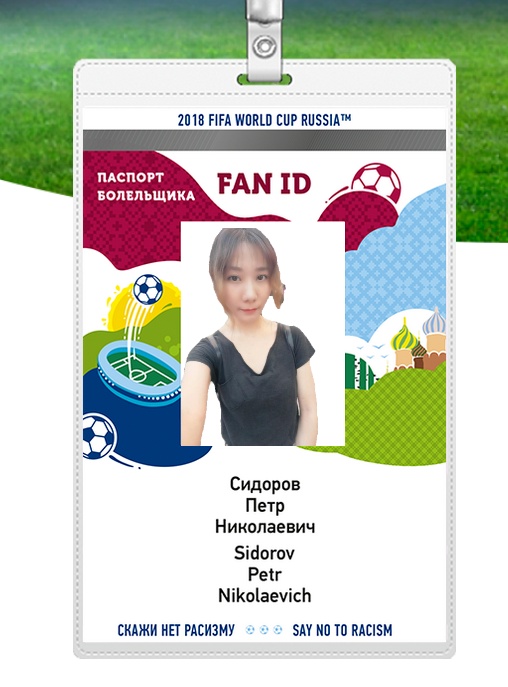 2018 FIFA WORLD CUP RUSSIA™
ПАСПОРТ
БОЛЕЛЬЩИКА
FAN ID
Сидоров
Петр
Николаевич
Sidorov
Petr
Nikolaevich
СКАЖИ НЕТ РАСИЗМУ SAY NO TO RACISM